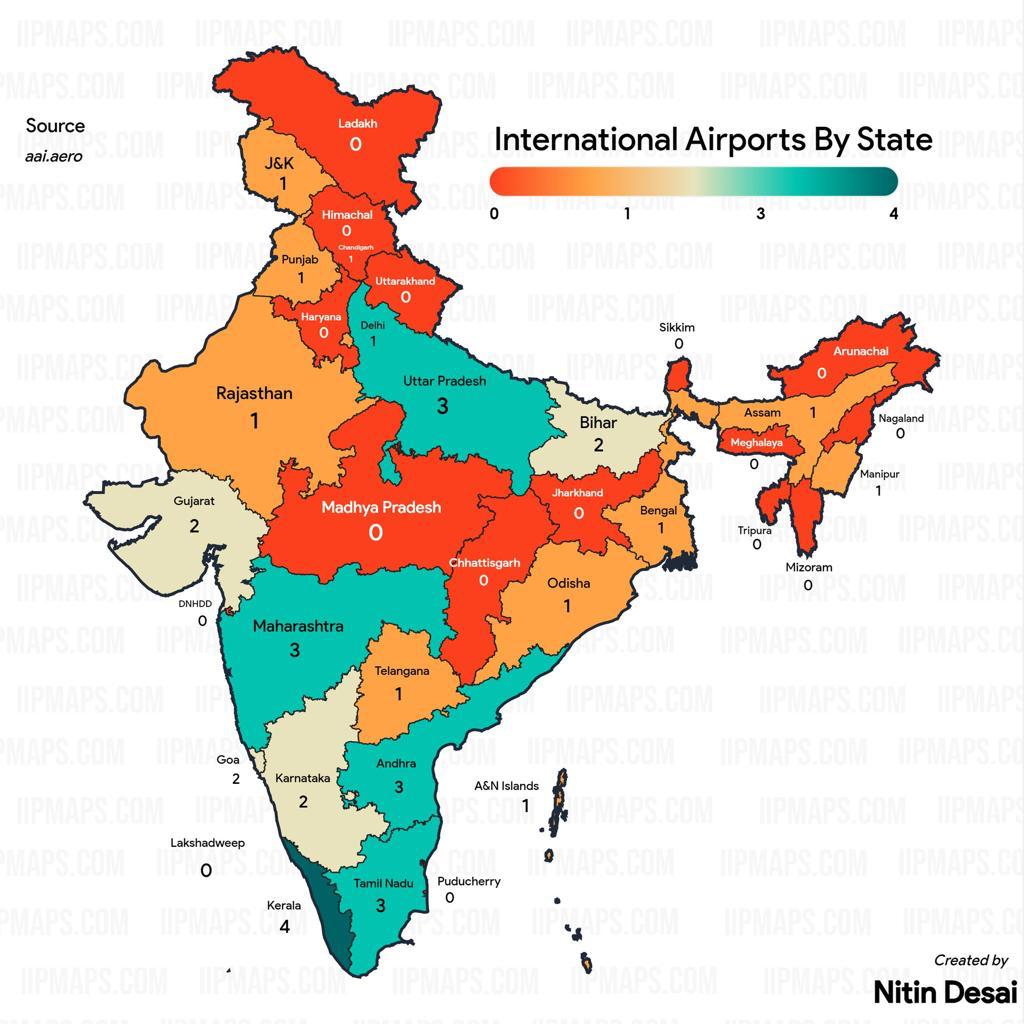 Source
aai.aero
International Airports By State
0 1 3 4
Ladakh
0
J&K
1
Himachal
0
Chandigarh
1
Punjab
1
Uttarakhand
0
Haryana
0
Delhi
1
Sikkim
0
Arunachal
0
Rajasthan
1
Uttar Pradesh
3
Bihar
2
Assam 1
Nagaland
0
Meghalaya
0
Manipur
1
Gujarat
2
Madhya Pradesh
0
Jharkhand
0
Bengal
1
Tripura
0
Mizoram
0
Chhattisgarh
0
Odisha
1
DNHDD
0
Maharashtra
3
Telangana
1
Goa
2
Karnataka
2
Andhra
3
A&N Islands
1
Lakshadweep
0
Tamil Nadu
3
Puducherry
0
Kerala
4
Created by
Nitin Desai
IIPMAPS.COM